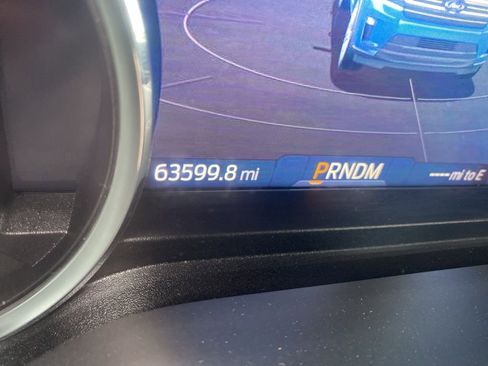 63599.8 mi PRNDM ----mi to E